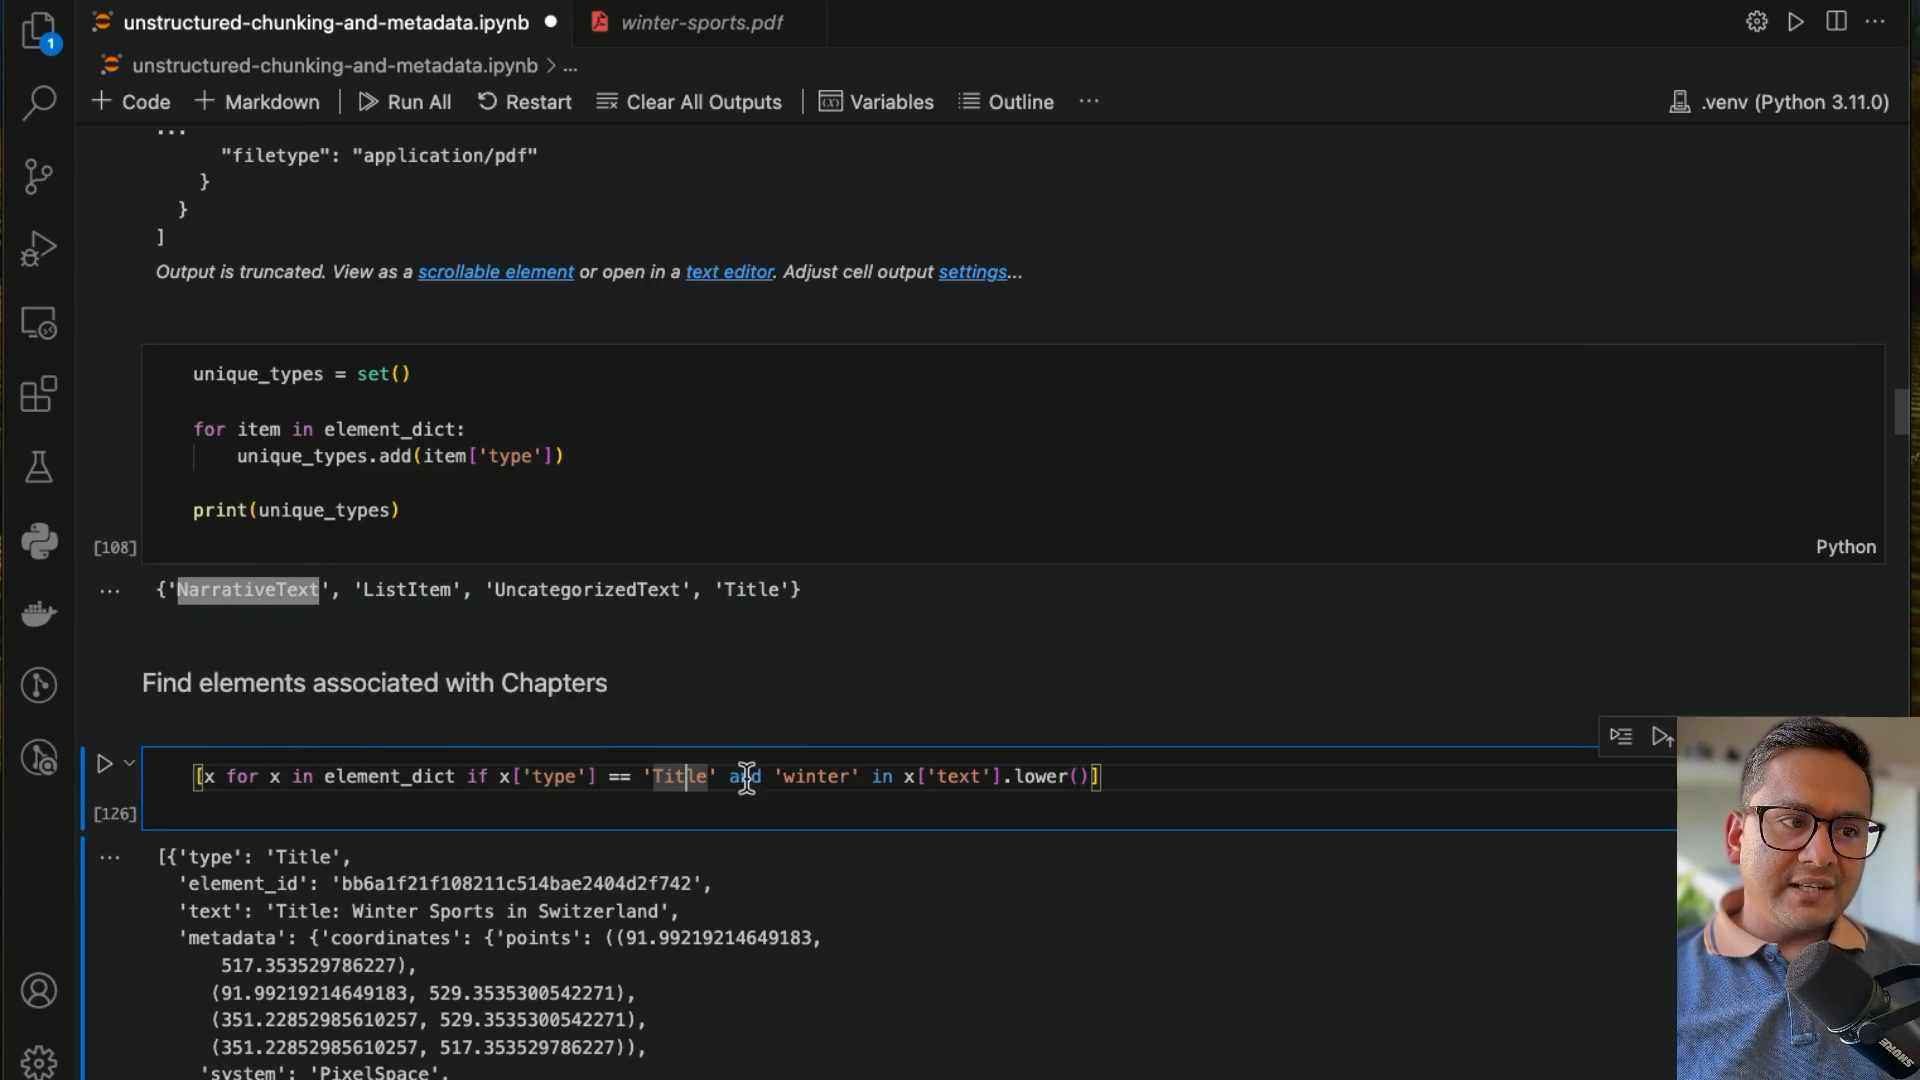 unstructured-chunking-and-metadata.ipynb
winter-sports.pdf
1
unstructured-chunking-and-metadata.ipynb > ...
Code
Markdown
Run All
Restart
Clear All Outputs
Variables
Outline
...
.venv (Python 3.11.0)
...
"filetype": "application/pdf"
}
}
]
Output is truncated. View as a scrollable element or open in a text editor. Adjust cell output settings...
unique_types = set()
for item in element_dict:
unique_types.add(item['type'])
print(unique_types)
[108]
Python
... {'NarrativeText', 'ListItem', 'UncategorizedText', 'Title'}
Find elements associated with Chapters
[x for x in element_dict if x['type'] == 'Title' and 'winter' in x['text'].lower()]
[126]
... [{'type': 'Title',
'element_id': 'bb6a1f21f108211c514bae2404d2f742',
'text': 'Title: Winter Sports in Switzerland',
'metadata': {'coordinates': {'points': ((91.99219214649183,
517.353529786227),
(91.99219214649183, 529.3535300542271),
(351.22852985610257, 529.3535300542271),
(351.22852985610257, 517.353529786227)),
'system': 'PixelSpace',
SHURE